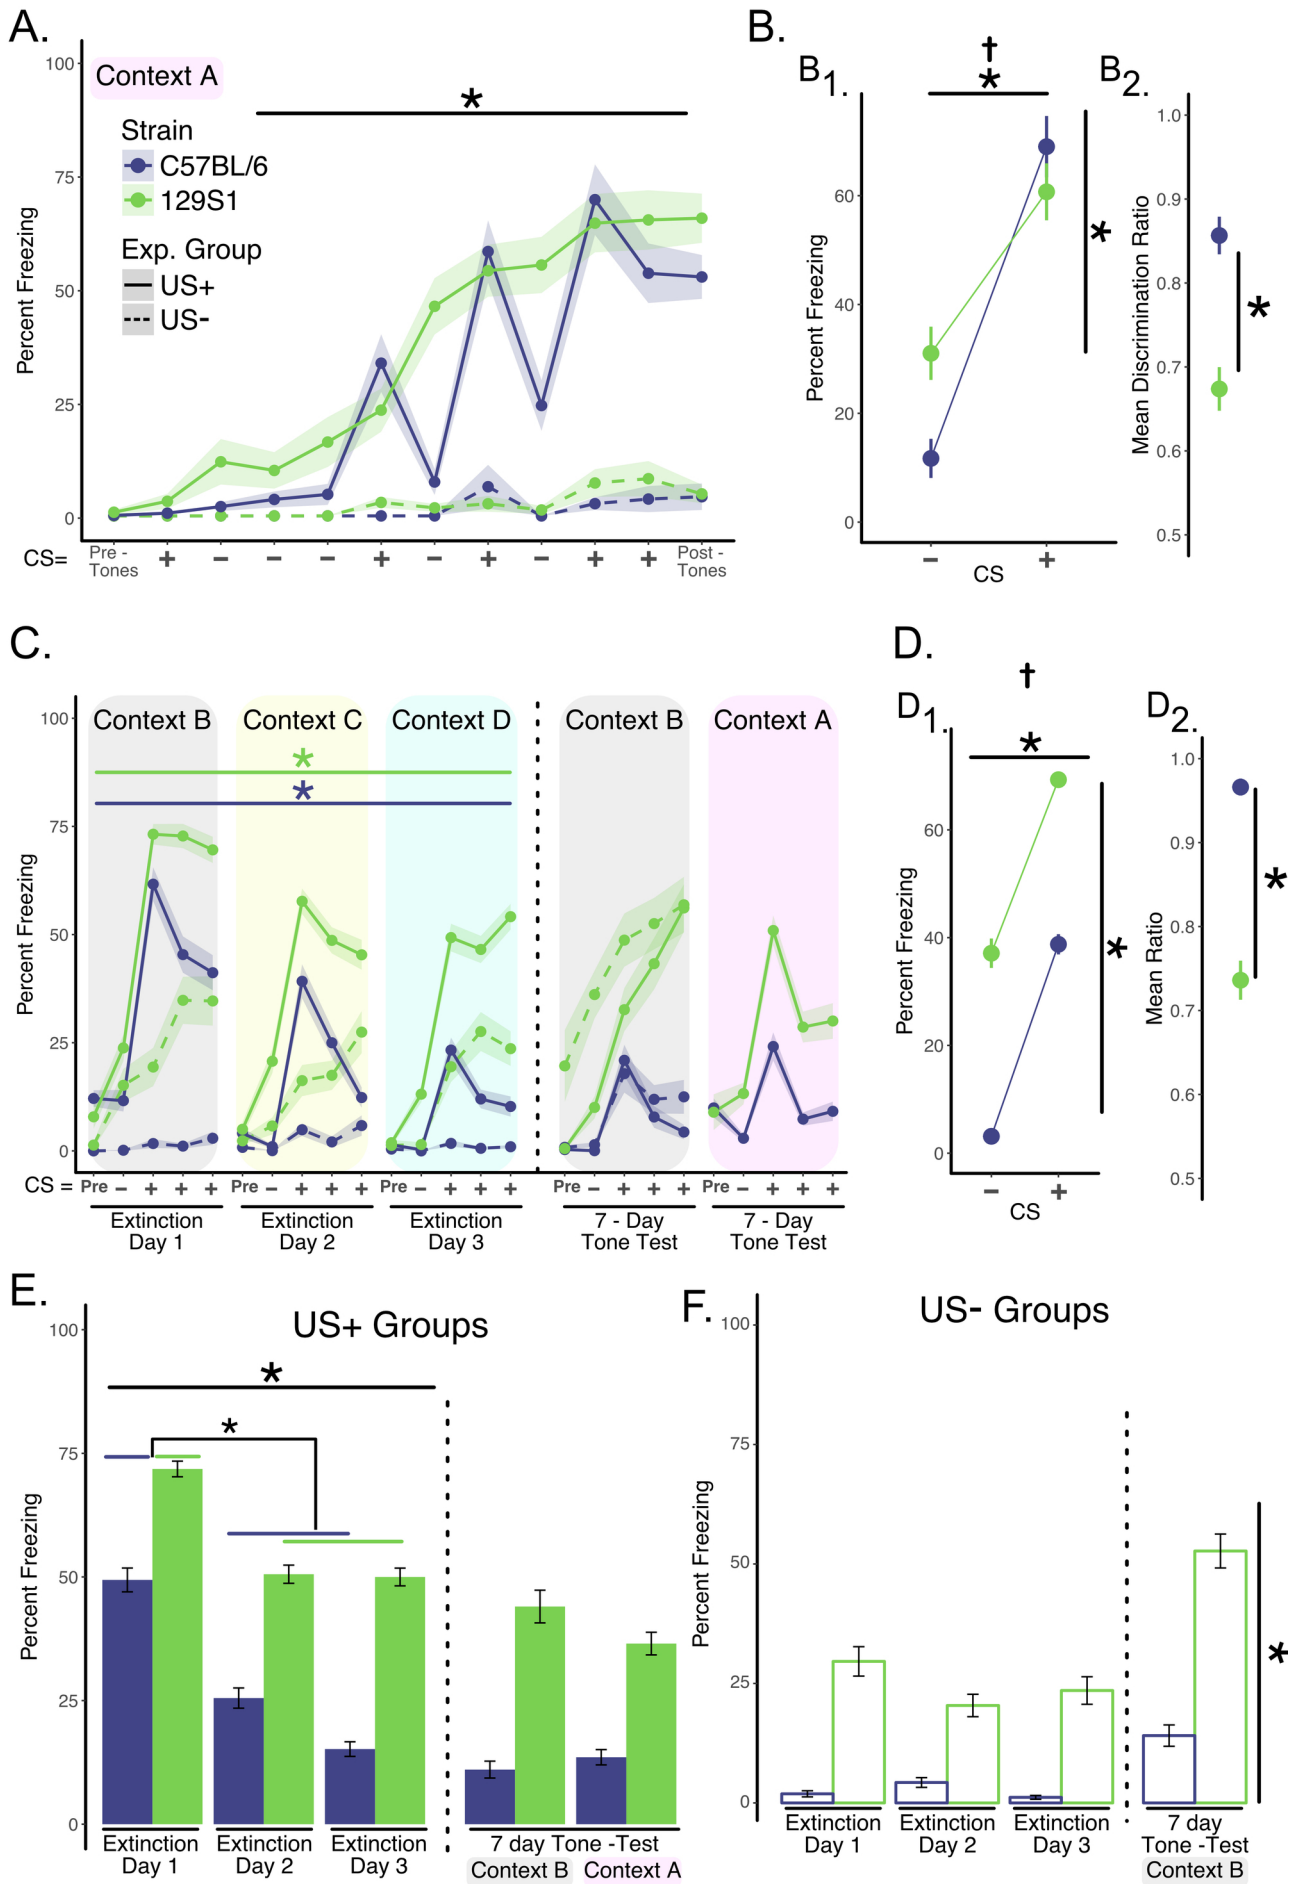 A.
Context A
Strain
C57BL/6
129S1
Exp. Group
US+
US-
*
100
75
50
25
0
Percent Freezing
CS= Pre - Tones + − − − + − + − + + Post - Tones
B.
B1.
†
*
*
60
40
20
0
Percent Freezing
− +
CS
B2.
1.0
0.9
0.8
0.7
0.6
0.5
Mean Discrimination Ratio
*
C.
Context B Context C Context D Context B Context A
*
*
100
75
50
25
0
Percent Freezing
CS = Pre − + + + Pre − + + + Pre − + + + Pre − + + + Pre − + + +
Extinction Day 1
Extinction Day 2
Extinction Day 3
7 - Day Tone Test
7 - Day Tone Test
D.
†
D1.
*
*
60
40
20
0
Percent Freezing
− +
CS
D2.
1.0
0.9
0.8
0.7
0.6
0.5
Mean Ratio
*
E.
US+ Groups
*
*
100
75
50
25
0
Percent Freezing
Extinction Day 1
Extinction Day 2
Extinction Day 3
7 day Tone -Test
Context B Context A
F.
US- Groups
100
75
50
25
0
Percent Freezing
*
Extinction Day 1
Extinction Day 2
Extinction Day 3
7 day
Tone -Test
Context B